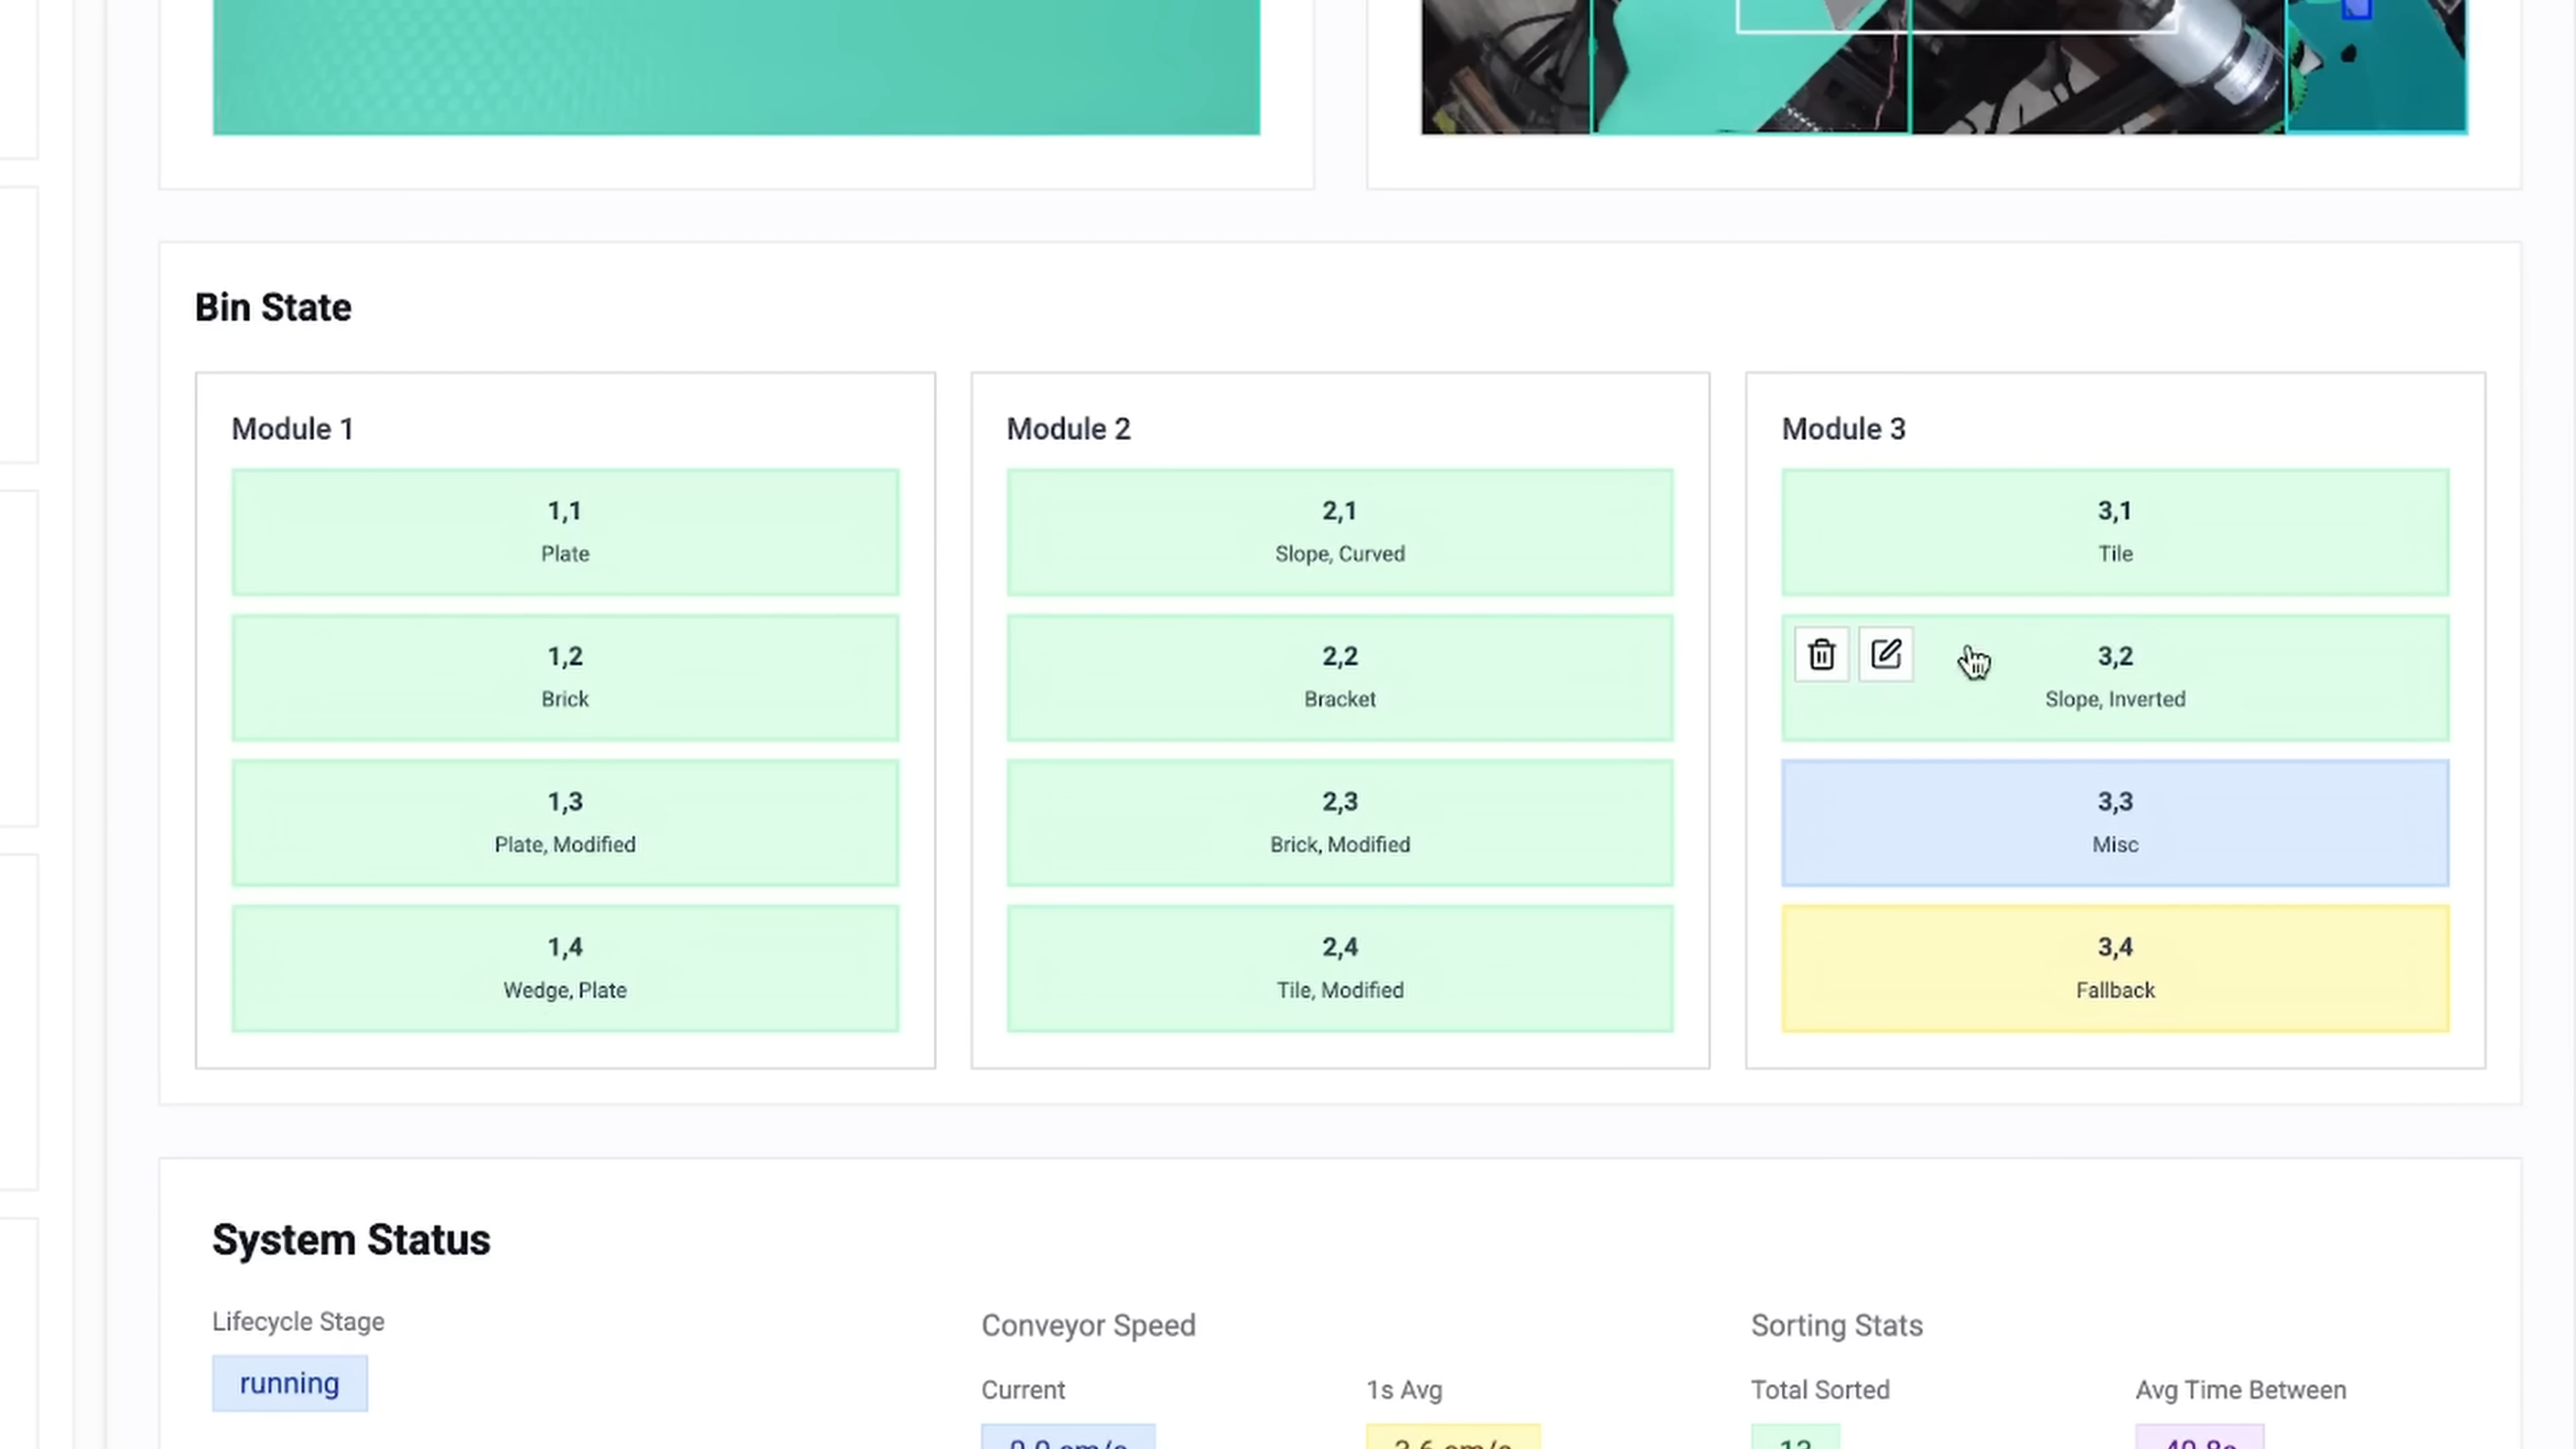 Bin State
Module 1
1,1
Plate
1,2
Brick
1,3
Plate, Modified
1,4
Wedge, Plate
Module 2
2,1
Slope, Curved
2,2
Bracket
2,3
Brick, Modified
2,4
Tile, Modified
Module 3
3,1
Tile
3,2
Slope, Inverted
3,3
Misc
3,4
Fallback
System Status
Lifecycle Stage
running
Conveyor Speed
Current
1s Avg
Sorting Stats
Total Sorted
Avg Time Between